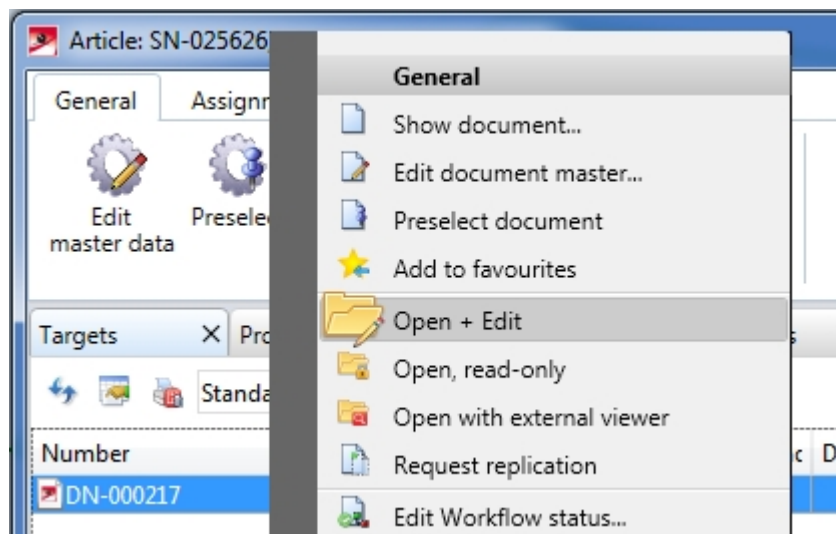 Article: SN-025626
General
General Assignm
Show document...
Edit document master...
Edit Preselec
master data
Preselect document
Add to favourites
Open + Edit
Targets Pro s
Open, read-only
Standa
Open with external viewer
Number c D
Request replication
DN-000217
Edit Workflow status...